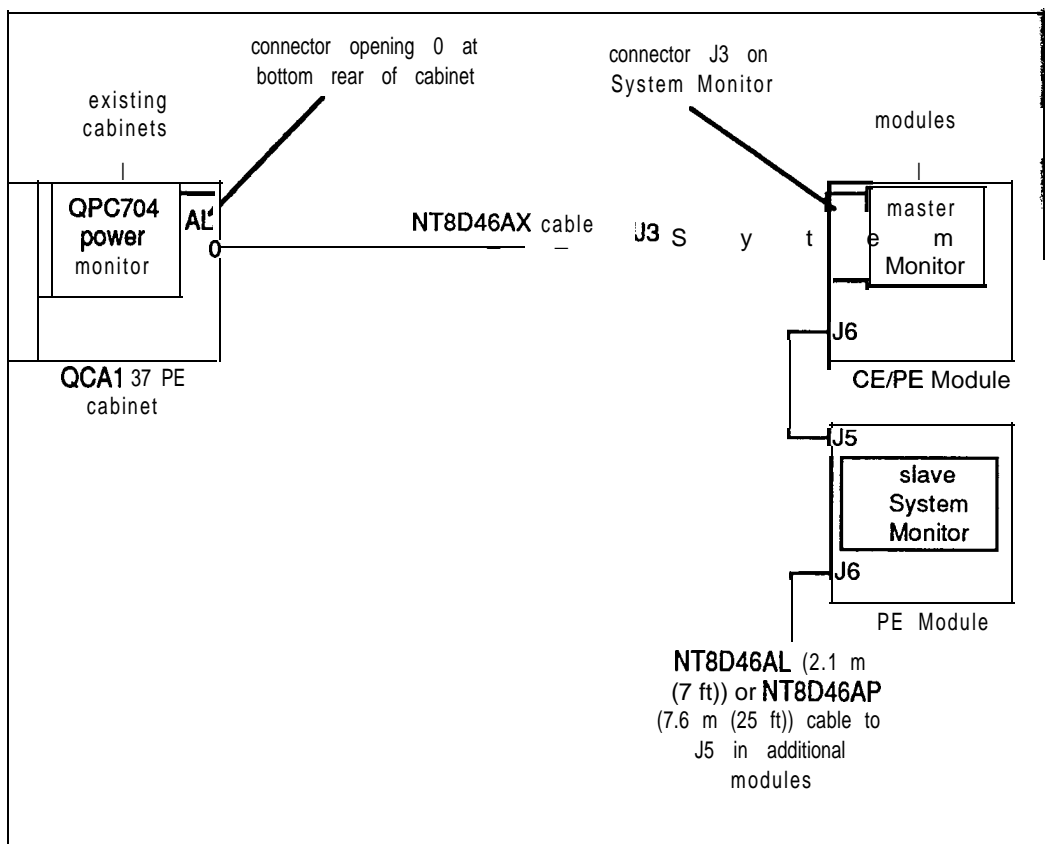 connector opening 0 at
bottom rear of cabinet
connector J3 on
System Monitor
existing
cabinets
modules
QPC704
power
monitor
AL
0
NT8D46AX cable
J3 S y t e m
master
Monitor
J6
QCA1 37 PE
cabinet
CE/PE Module
J5
slave
System
Monitor
J6
PE Module
NT8D46AL (2.1 m
(7 ft)) or NT8D46AP
(7.6 m (25 ft)) cable to
J5 in additional
modules